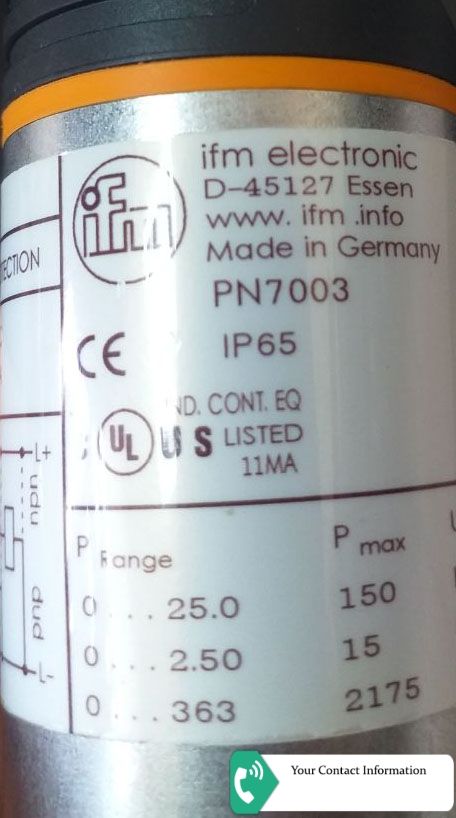 ifm electronic
D-45127 Essen
www. ifm .info
Made in Germany
PN7003
ifm
CE
IP65
ND. CONT. EQ
UL US LISTED
11MA
TECTION
L+
npn
pnp
L-
P Range
P max
0...25.0
150
0...2.50
15
0...363
2175
Your Contact Information